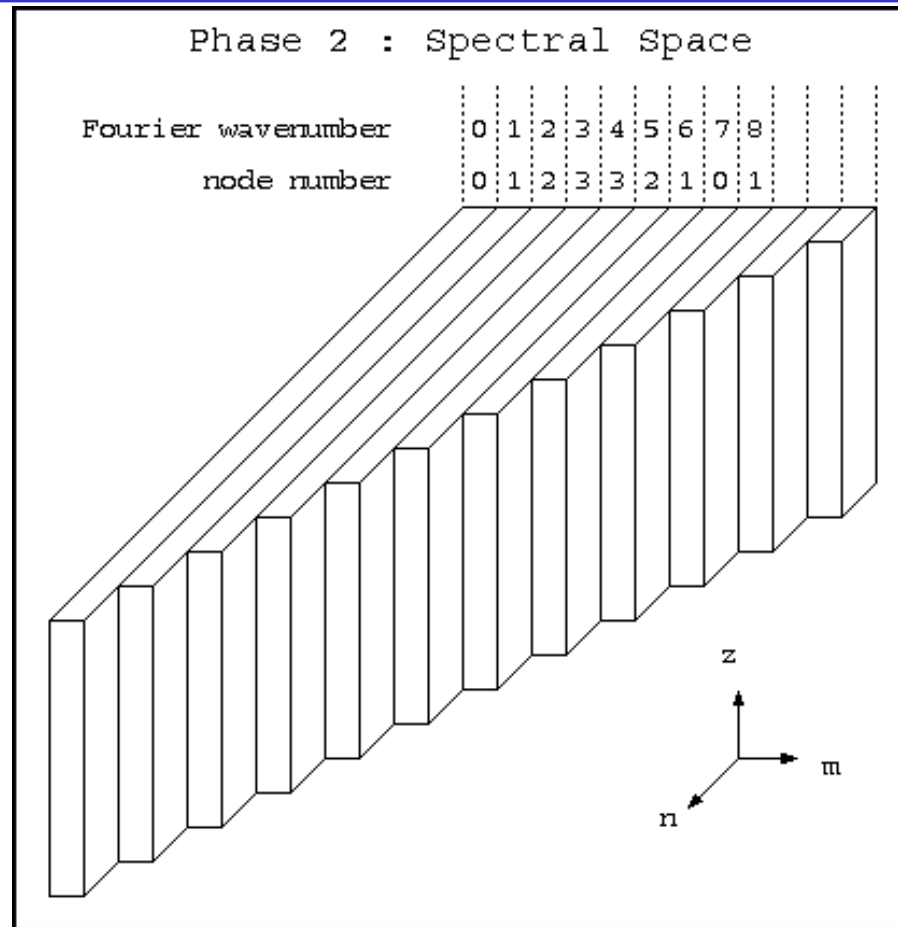 Phase 2 : Spectral Space
Fourier wavenumber 0 1 2 3 4 5 6 7 8
node number 0 1 2 3 3 2 1 0 1
z
m
n